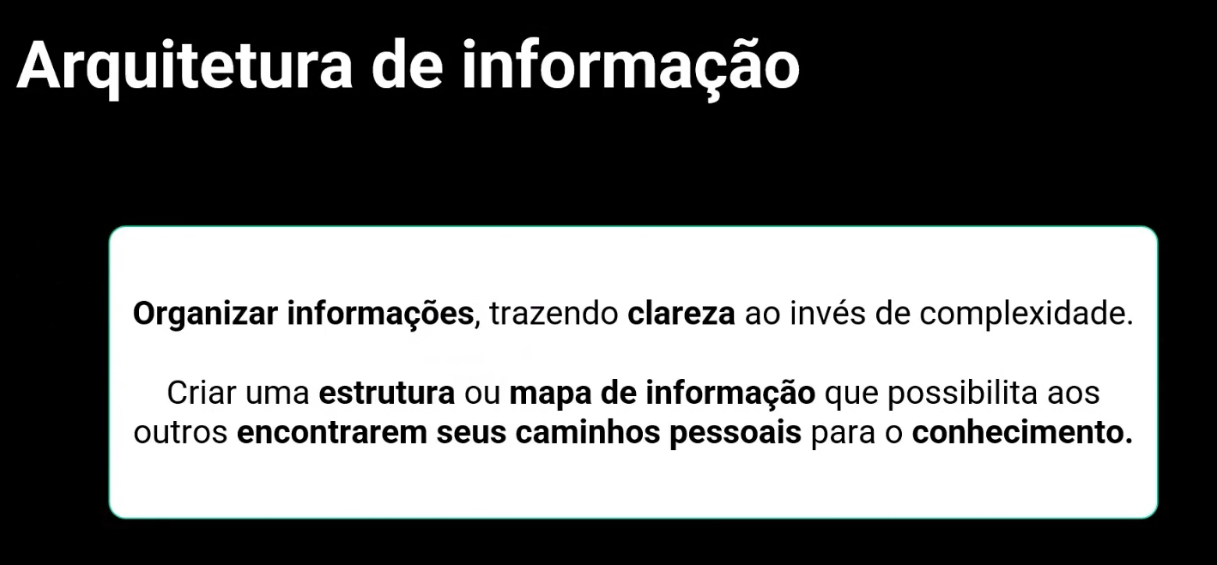 Arquitetura de informação
Organizar informações, trazendo clareza ao invés de complexidade.
Criar uma estrutura ou mapa de informação que possibilita aos
outros encontrarem seus caminhos pessoais para o conhecimento.